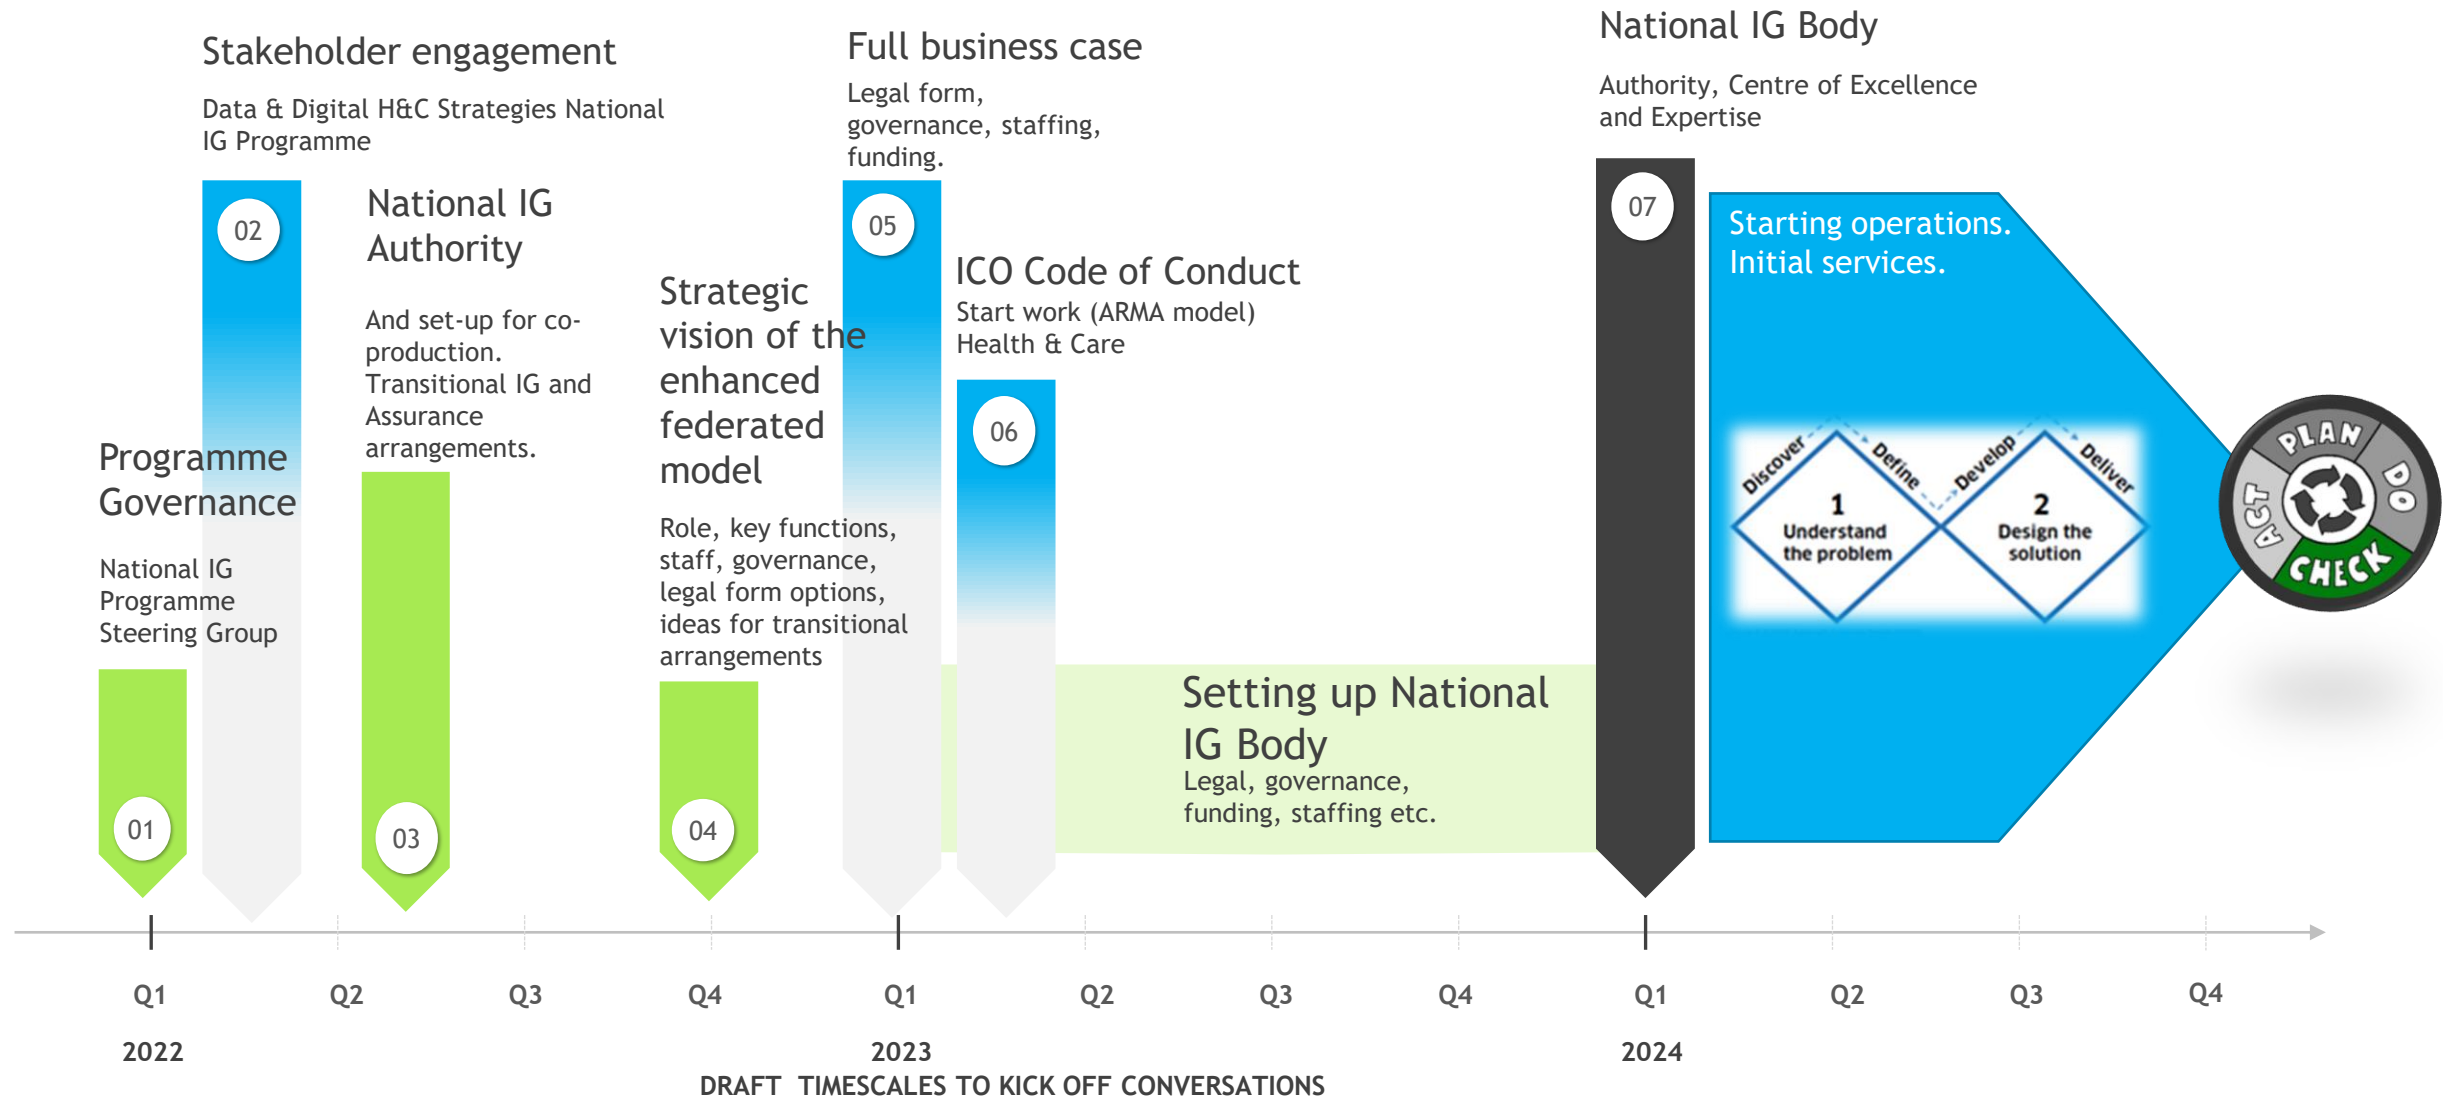 Stakeholder engagement
Data & Digital H&C Strategies National
IG Programme
02
Programme
Governance
National IG
Programme
Steering Group
01
National IG
Authority
And set-up for co-
production.
Transitional IG and
Assurance
arrangements.
03
Strategic
vision of the
enhanced
federated
model
Role, key functions,
staff, governance,
legal form options,
ideas for transitional
arrangements
04
Full business case
Legal form,
governance, staffing,
funding.
05
ICO Code of Conduct
Start work (ARMA model)
Health & Care
06
Setting up National
IG Body
Legal, governance,
funding, staffing etc.
National IG Body
Authority, Centre of Excellence
and Expertise
07
Starting operations.
Initial services.
Discover
Define
Develop
Deliver
1
Understand
the problem
2
Design the
solution
PLAN
DO
CHECK
ACT
Q1 Q2 Q3 Q4 Q1 Q2 Q3 Q4 Q1 Q2 Q3 Q4
2022 2023 2024
DRAFT TIMESCALES TO KICK OFF CONVERSATIONS